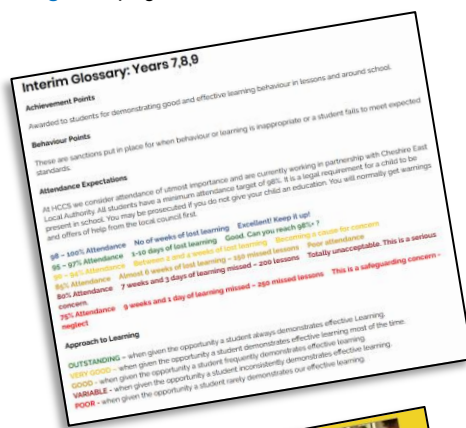 Interim Glossary: Years 7,8,9
Achievement Points
Awarded to students for demonstrating good and effective learning behaviour in lessons and around school.
Behaviour Points
These are sanctions put in place for when behaviour or learning is inappropriate or a student fails to meet expected
standards.
Attendance Expectations
At HCCS we consider attendance of utmost importance and are currently working in partnership with Cheshire East
Local Authority. All students have a minimum attendance target of 98%. It is a legal requirement for a child to be
present in school. You may be prosecuted if you do not give your child an education. You will normally get warnings
and offers of help from the local council first.
98 - 100% Attendance No of weeks of lost learning Excellent! Keep it up!
95 - 97% Attendance 1-10 days of lost learning Good. Can you reach 98%+ ?
90 - 94% Attendance Between 2 and 4 weeks of lost learning Becoming a cause for concern
85% Attendance Almost 6 weeks of lost learning - 150 missed lessons Poor attendance
80% Attendance 7 weeks and 3 days of learning missed - 200 lessons Totally unacceptable. This is a serious
concern.
75% Attendance 9 weeks and 1 day of learning missed - 250 missed lessons This is a safeguarding concern -
neglect
Approach to Learning
OUTSTANDING - when given the opportunity a student always demonstrates effective Learning.
VERY GOOD - when given the opportunity a student demonstrates effective learning most of the time.
GOOD - when given the opportunity a student frequently demonstrates effective learning.
VARIABLE - when given the opportunity a student inconsistently demonstrates effective learning.
POOR - when given the opportunity a student rarely demonstrates our effective learning.